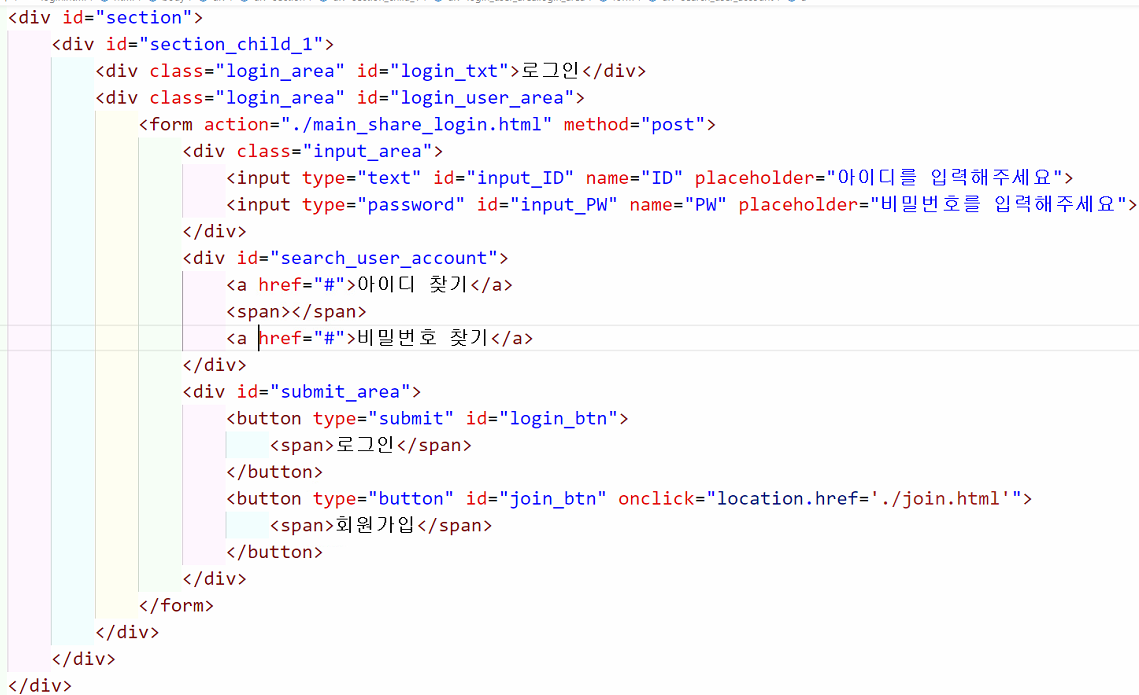 <div id="section">
<div id="section_child_1">
<div class="login_area" id="login_txt">로그인</div>
<div class="login_area" id="login_user_area">
<form action="./main_share_login.html" method="post">
<div class="input_area">
<input type="text" id="input_ID" name="ID" placeholder="아이디를 입력해주세요">
<input type="password" id="input_PW" name="PW" placeholder="비밀번호를 입력해주세요">
</div>
<div id="search_user_account">
<a href="#">아이디 찾기</a>
<span></span>
<a href="#">비밀번호 찾기</a>
</div>
<div id="submit_area">
<button type="submit" id="login_btn">
<span>로그인</span>
</button>
<button type="button" id="join_btn" onclick="location.href='./join.html'">
<span>회원가입</span>
</button>
</div>
</form>
</div>
</div>
</div>